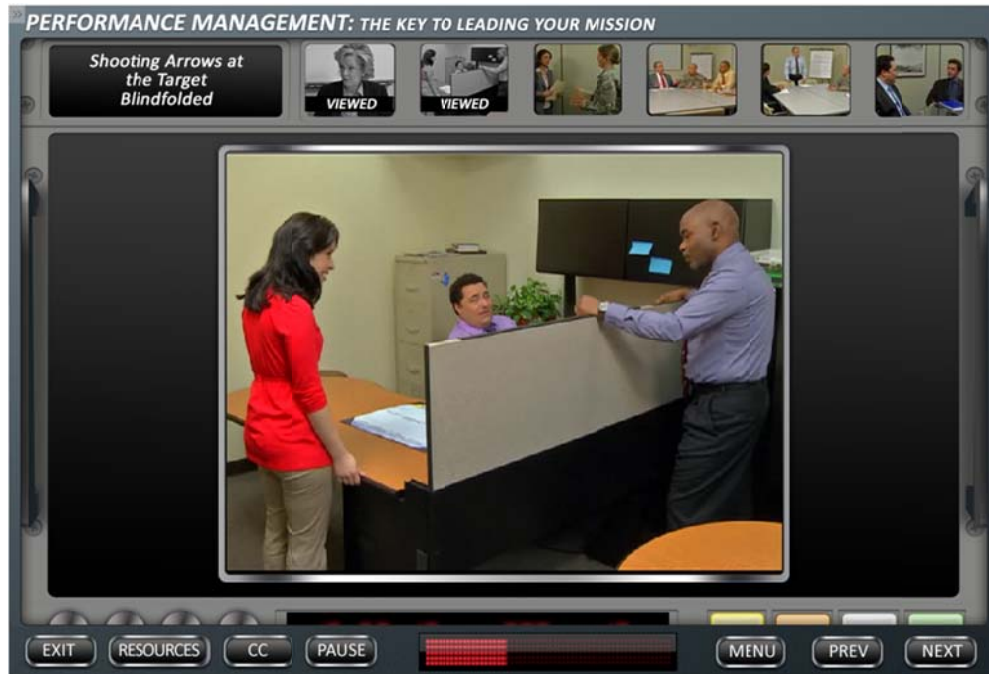 PERFORMANCE MANAGEMENT: THE KEY TO LEADING YOUR MISSION
Shooting Arrows at
the Target
Blindfolded
VIEWED
VIEWED
EXIT
RESOURCES
CC
PAUSE
MENU
PREV
NEXT